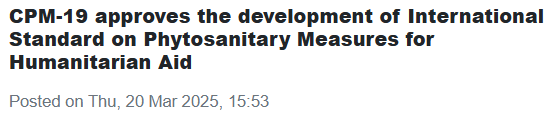 CPM-19 approves the development of International
Standard on Phytosanitary Measures for
Humanitarian Aid
Posted on Thu, 20 Mar 2025, 15:53